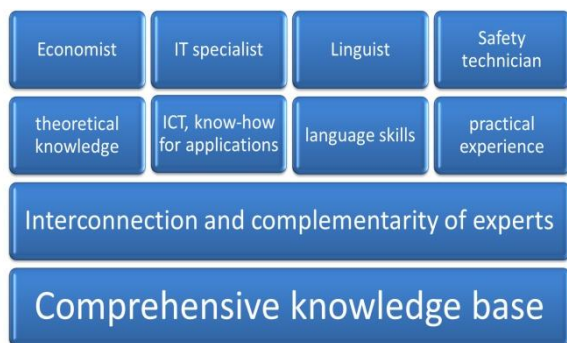 Economist
IT specialist
Linguist
Safety
technician
theoretical
knowledge
ICT, know-how
for applications
language skills
practical
experience
Interconnection and complementarity of experts
Comprehensive knowledge base